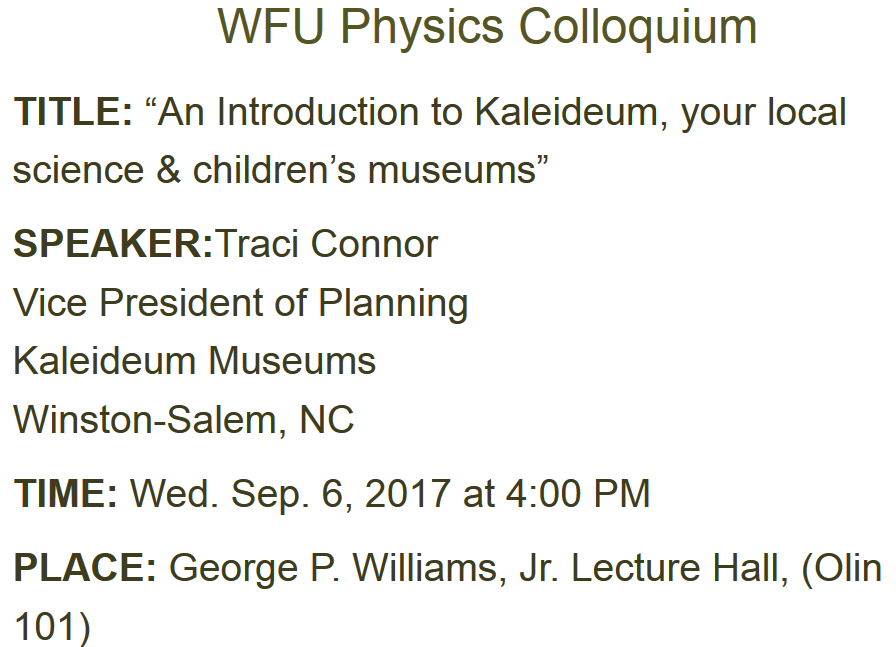 WFU Physics Colloquium
TITLE: “An Introduction to Kaleideum, your local
science & children’s museums”
SPEAKER:Traci Connor
Vice President of Planning
Kaleideum Museums
Winston-Salem, NC
TIME: Wed. Sep. 6, 2017 at 4:00 PM
PLACE: George P. Williams, Jr. Lecture Hall, (Olin
101)